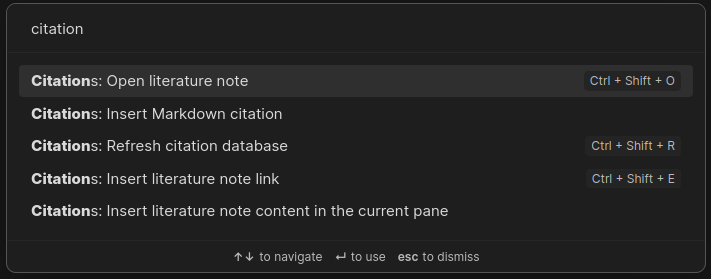 citation
Citations: Open literature note Ctrl + Shift + O
Citations: Insert Markdown citation
Citations: Refresh citation database Ctrl + Shift + R
Citations: Insert literature note link Ctrl + Shift + E
Citations: Insert literature note content in the current pane
↑↓ to navigate ↵ to use esc to dismiss